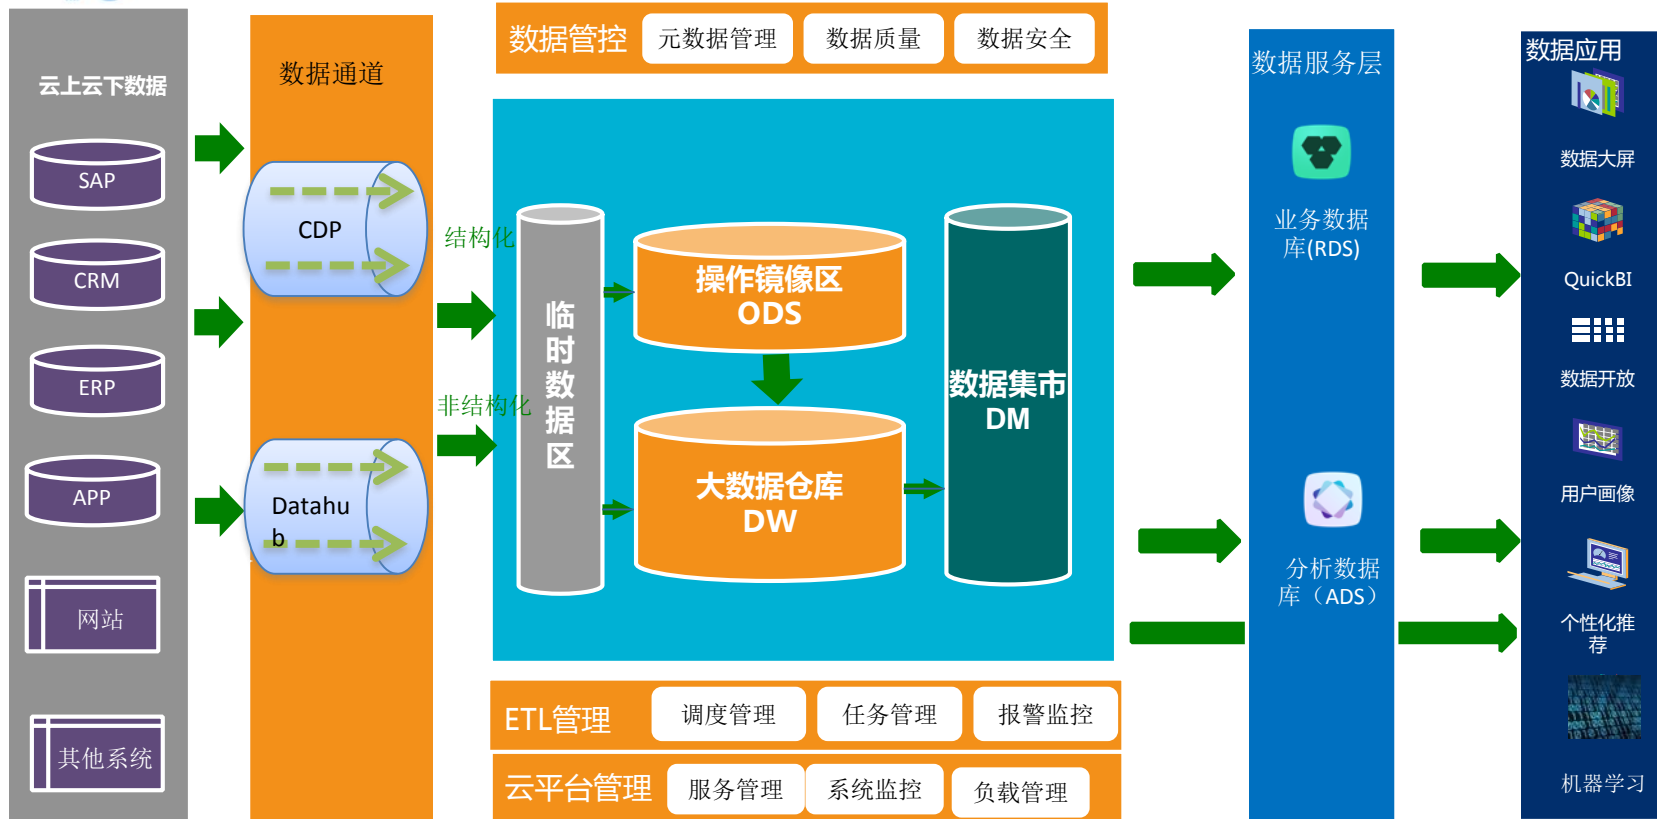 云上云下数据
SAP
CRM
ERP
APP
网站
其他系统
数据通道
CDP
Datahu
b
结构化
非结构化
数据管控
元数据管理
数据质量
数据安全
临
时
数
据
区
操作镜像区
ODS
大数据仓库
DW
数据集市
DM
ETL管理
调度管理
任务管理
报警监控
云平台管理
服务管理
系统监控
负载管理
数据服务层
业务数据
库(RDS)
分析数据
库（ADS）
数据应用
数据大屏
QuickBI
数据开放
用户画像
个性化推
荐
机器学习